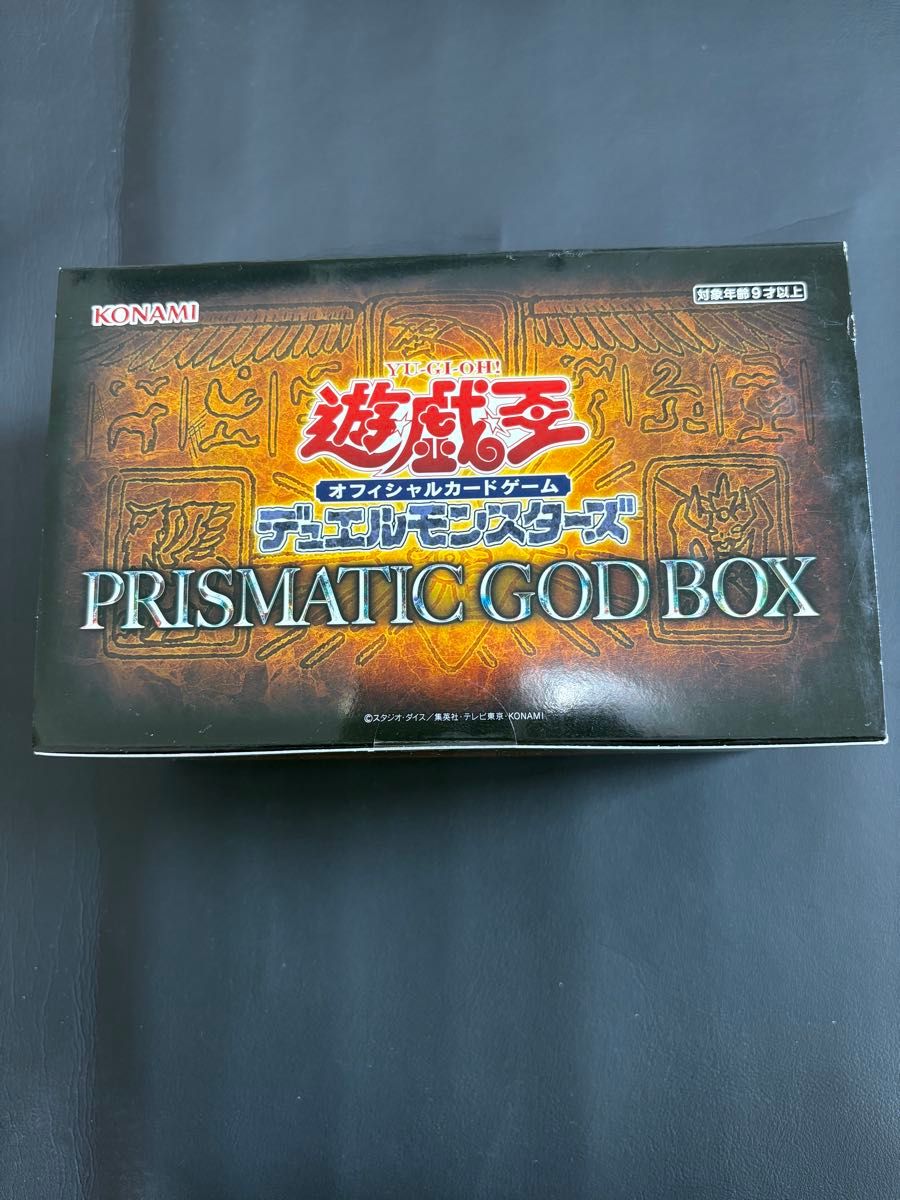 KONAMI
対象年齢9才以上
YU-GI-OH!
遊☆戯☆王
オフィシャルカードゲーム
デュエルモンスターズ
PRISMATIC GOD BOX
©スタジオ・ダイス/集英社・テレビ東京・KONAMI